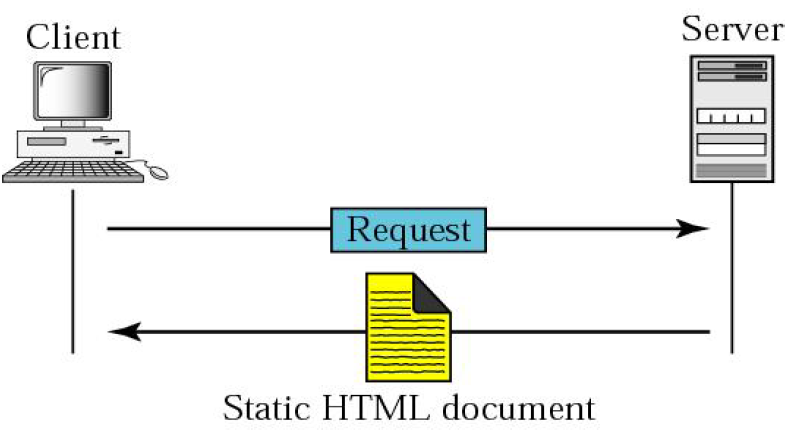 Client
Server
Request
Static HTML document